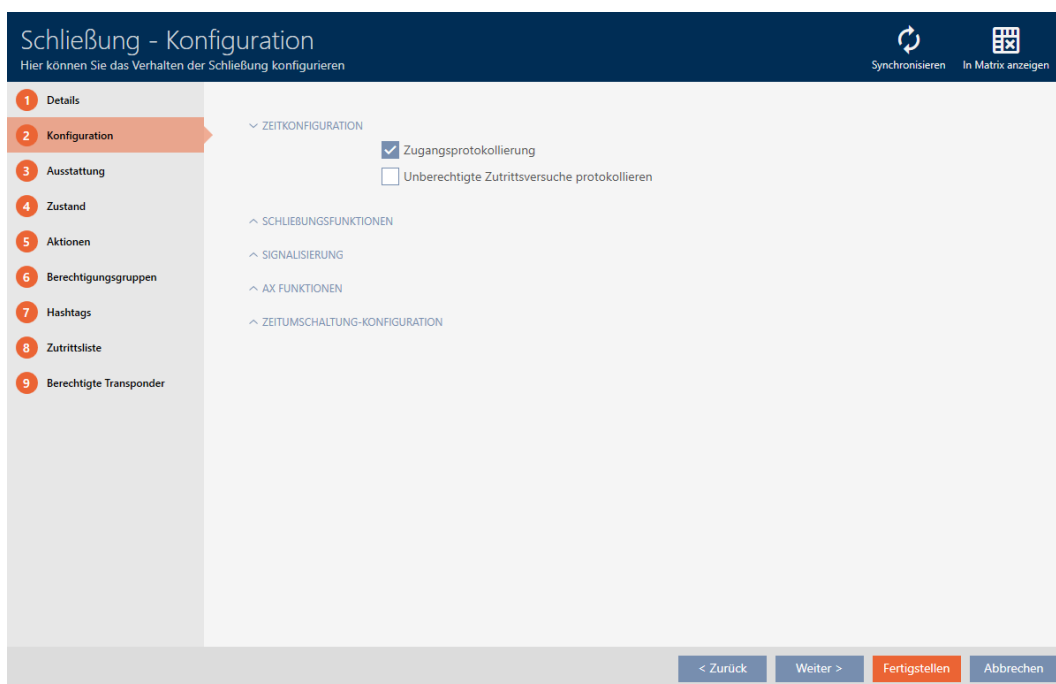 Schließung - Konfiguration
Hier können Sie das Verhalten der Schließung konfigurieren
Synchronisieren
In Matrix anzeigen
1 Details
2 Konfiguration
3 Ausstattung
4 Zustand
5 Aktionen
6 Berechtigungsgruppen
7 Hashtags
8 Zutrittsliste
9 Berechtigte Transponder
ZEITKONFIGURATION
Zugangsprotokollierung
Unberechtigte Zutrittsversuche protokollieren
SCHLIEßUNGSFUNKTIONEN
SIGNALISIERUNG
AX FUNKTIONEN
ZEITUMSCHALTUNG-KONFIGURATION
< Zurück
Weiter >
Fertigstellen
Abbrechen